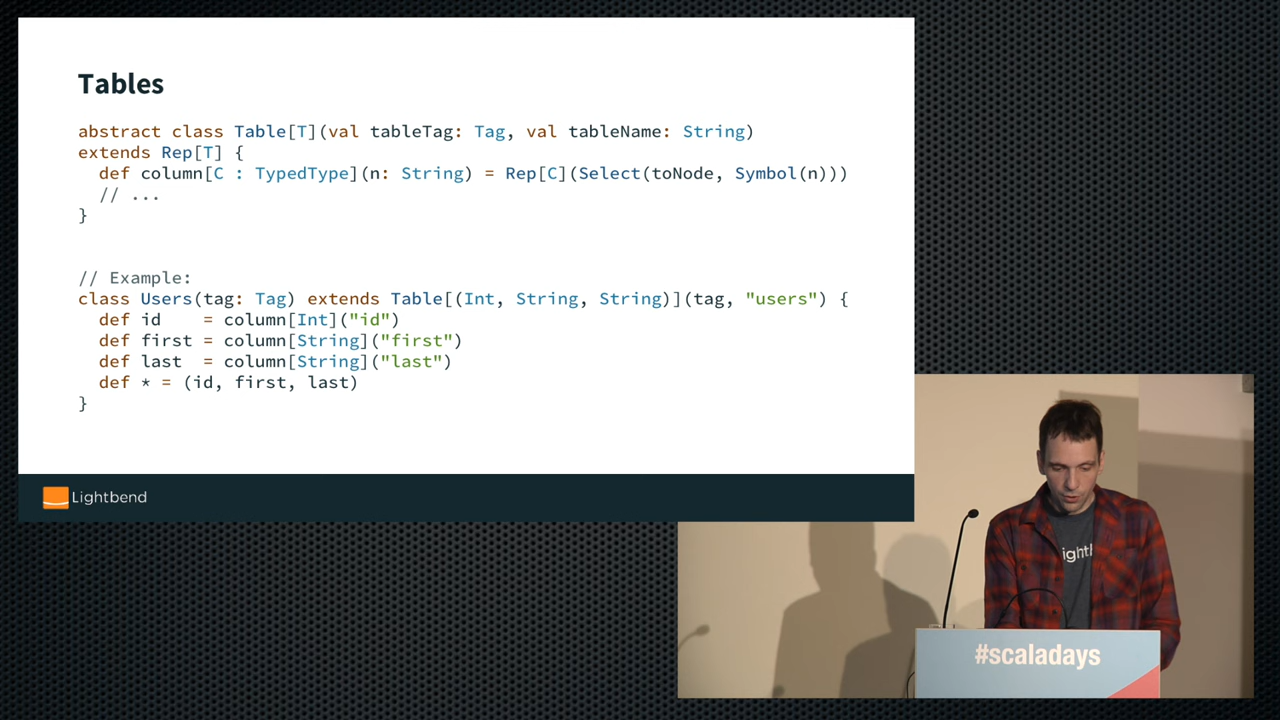 Tables
abstract class Table[T](val tableTag: Tag, val tableName: String)
extends Rep[T] {
  def column[C : TypedType](n: String) = Rep[C](Select(toNode, Symbol(n)))
  // ...
}
// Example:
class Users(tag: Tag) extends Table[(Int, String, String)](tag, "users") {
  def id    = column[Int]("id")
  def first = column[String]("first")
  def last  = column[String]("last")
  def * = (id, first, last)
}
Lightbend
ightb
#scaladays